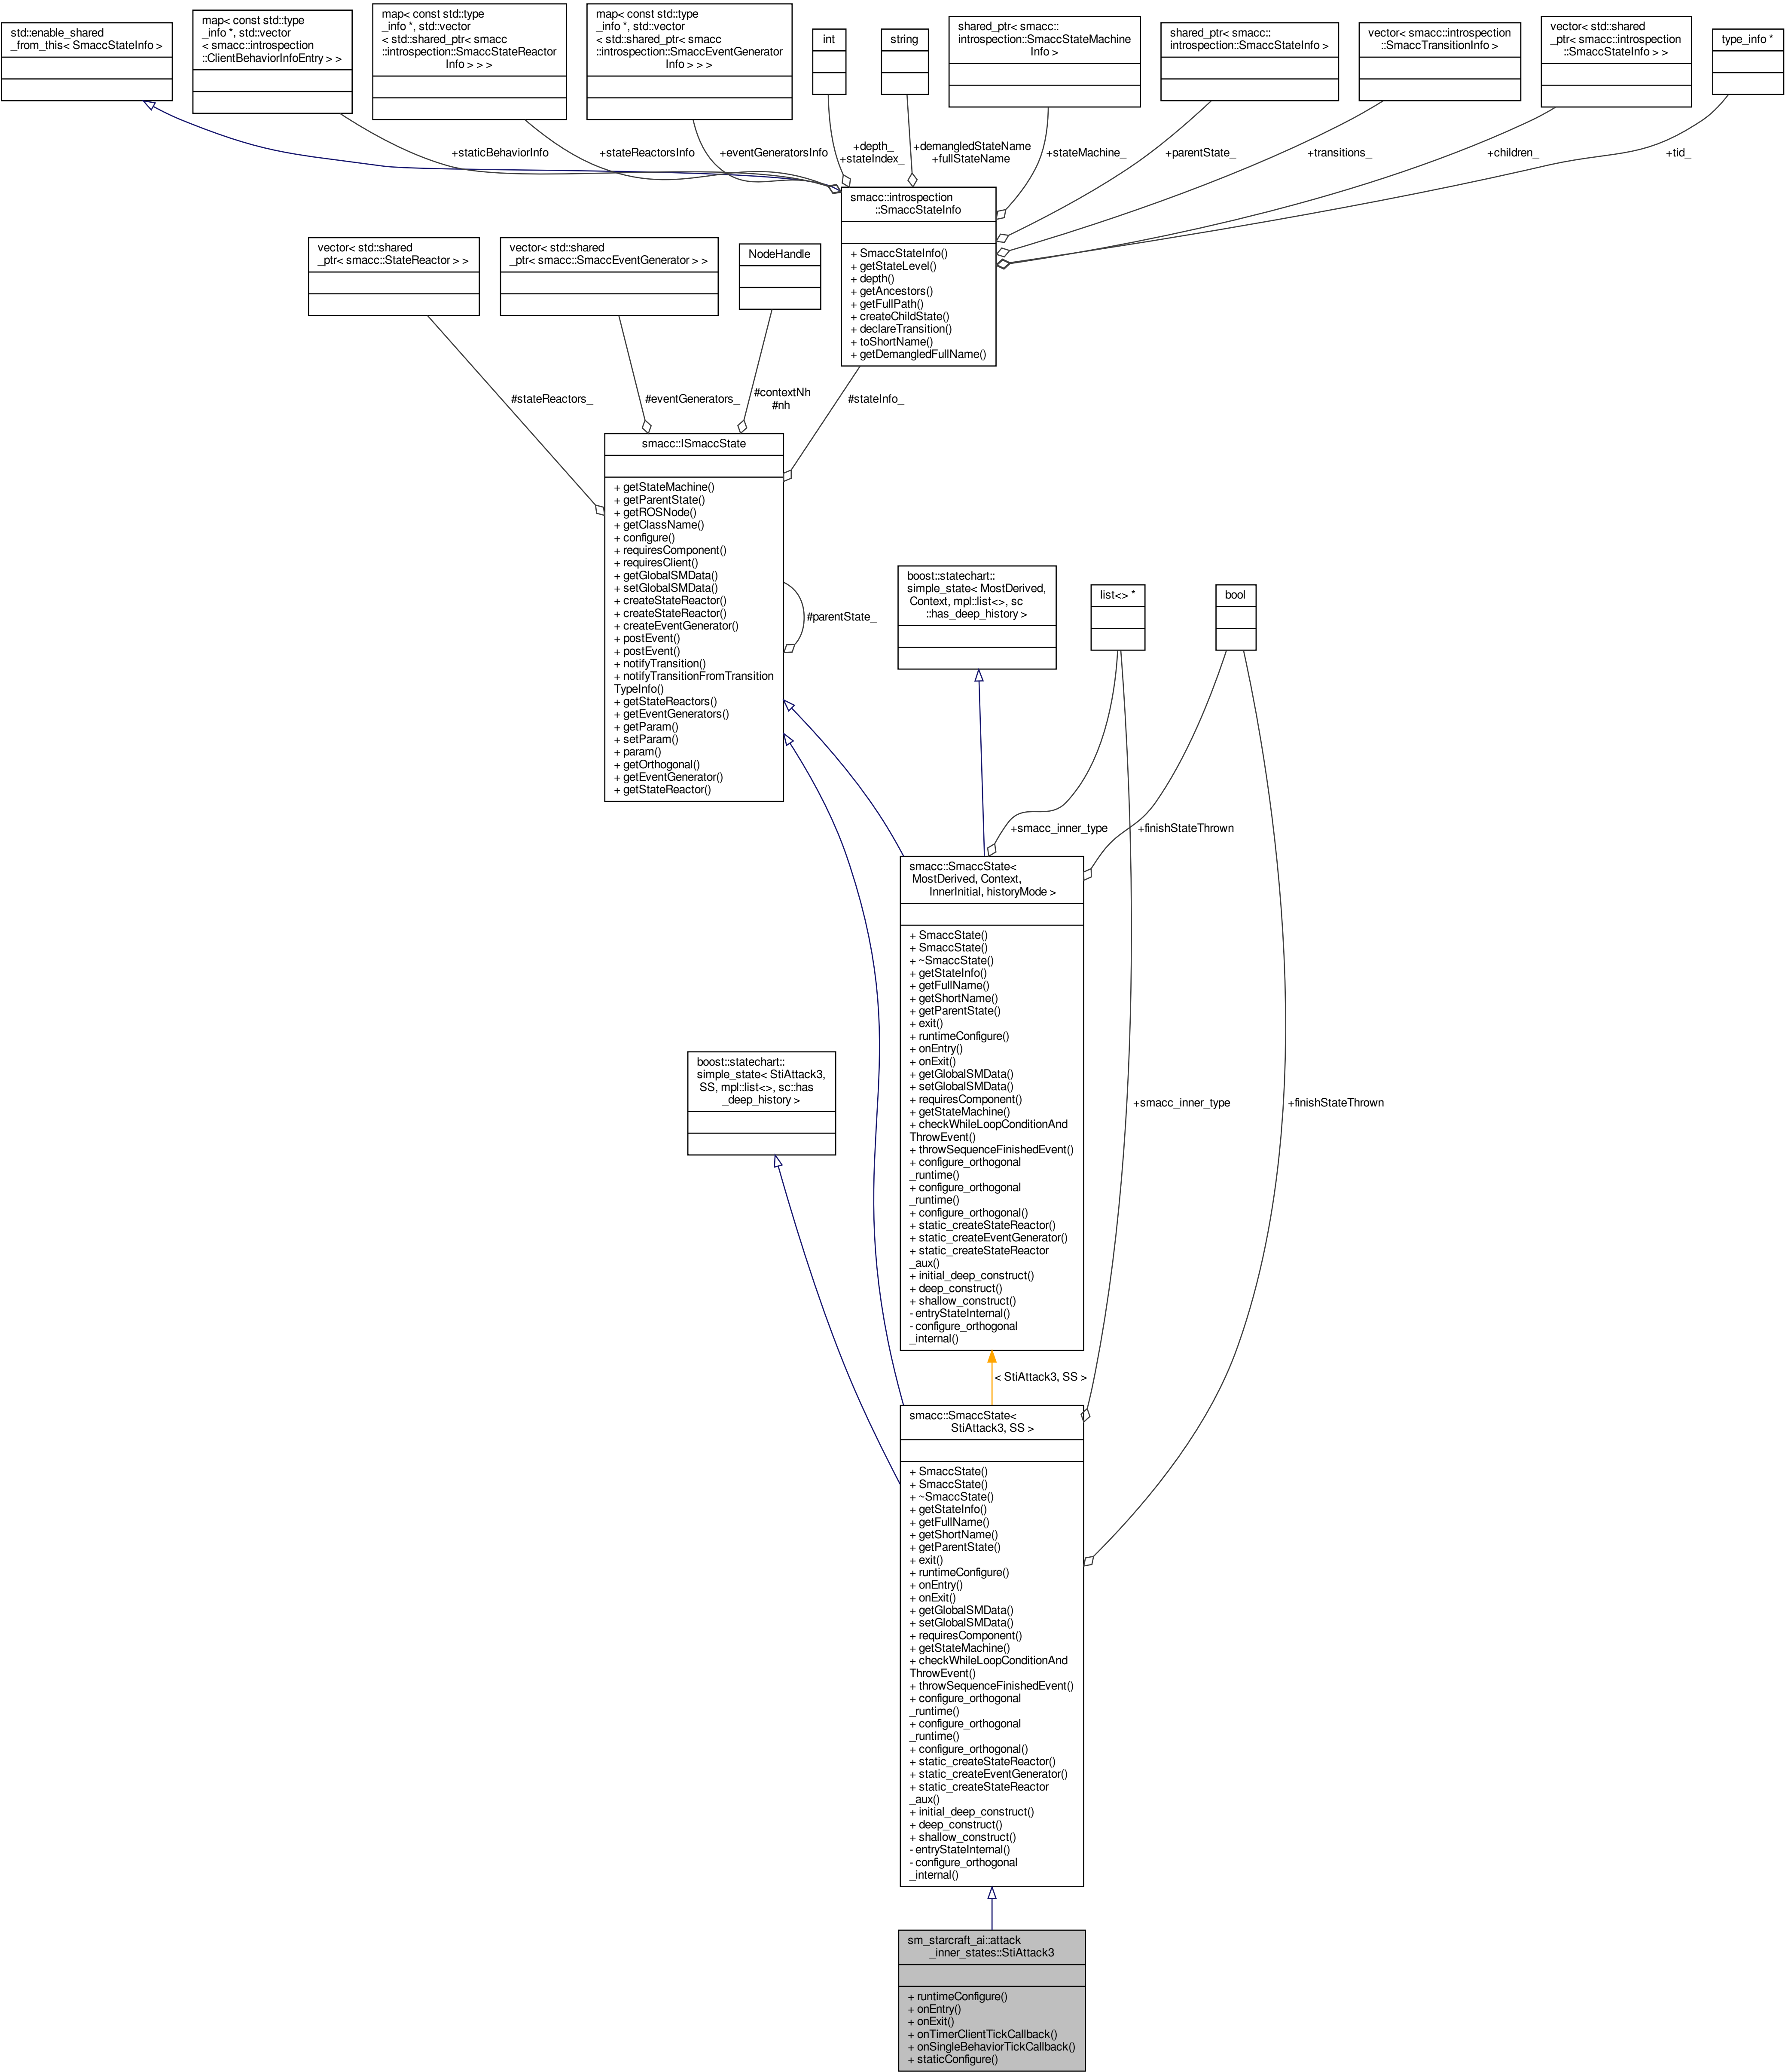 std::enable_shared
_from_this< SmaccStateInfo >
map< const std::type
_info *, std::vector
< smacc::introspection
::ClientBehaviorInfoEntry > >
map< const std::type
_info *, std::vector
< std::shared_ptr< smacc
::introspection::SmaccStateReactor
Info > > >
map< const std::type
_info *, std::vector
< std::shared_ptr< smacc
::introspection::SmaccEventGenerator
Info > > >
int
string
shared_ptr< smacc::
introspection::SmaccStateMachine
Info >
shared_ptr< smacc::
introspection::SmaccStateInfo >
vector< smacc::introspection
::SmaccTransitionInfo >
vector< std::shared
_ptr< smacc::introspection
::SmaccStateInfo > >
type_info *
+staticBehaviorInfo
+stateReactorsInfo
+eventGeneratorsInfo
+depth_
+stateIndex_
+demangledStateName
+fullStateName
+stateMachine_
+parentState_
+transitions_
+children_
+tid_
smacc::introspection
::SmaccStateInfo
+ SmaccStateInfo()
+ getStateLevel()
+ depth()
+ getAncestors()
+ getFullPath()
+ createChildState()
+ declareTransition()
+ toShortName()
+ getDemangledFullName()
vector< std::shared
_ptr< smacc::StateReactor > >
vector< std::shared
_ptr< smacc::SmaccEventGenerator > >
NodeHandle
#stateReactors_
#eventGenerators_
#contextNh
#nh
#stateInfo_
smacc::ISmaccState
+ getStateMachine()
+ getParentState()
+ getROSNode()
+ getClassName()
+ configure()
+ requiresComponent()
+ requiresClient()
+ getGlobalSMData()
+ setGlobalSMData()
+ createStateReactor()
+ createStateReactor()
+ createEventGenerator()
+ postEvent()
+ postEvent()
+ notifyTransition()
+ notifyTransitionFromTransition
TypeInfo()
+ getStateReactors()
+ getEventGenerators()
+ getParam()
+ setParam()
+ param()
+ getOrthogonal()
+ getEventGenerator()
+ getStateReactor()
#parentState_
boost::statechart::
simple_state< MostDerived,
Context, mpl::list<>, sc
::has_deep_history >
list<> *
bool
+smacc_inner_type
+finishStateThrown
smacc::SmaccState<
MostDerived, Context,
InnerInitial, historyMode >
+ SmaccState()
+ SmaccState()
+ ~SmaccState()
+ getStateInfo()
+ getFullName()
+ getShortName()
+ getParentState()
+ exit()
+ runtimeConfigure()
+ onEntry()
+ onExit()
+ getGlobalSMData()
+ setGlobalSMData()
+ requiresComponent()
+ getStateMachine()
+ checkWhileLoopConditionAnd
ThrowEvent()
+ throwSequenceFinishedEvent()
+ configure_orthogonal
_runtime()
+ configure_orthogonal
_runtime()
+ configure_orthogonal()
+ static_createStateReactor()
+ static_createEventGenerator()
+ static_createStateReactor
_aux()
+ initial_deep_construct()
+ deep_construct()
+ shallow_construct()
- entryStateInternal()
- configure_orthogonal
_internal()
boost::statechart::
simple_state< StiAttack3,
SS, mpl::list<>, sc::has
_deep_history >
+smacc_inner_type
+finishStateThrown
< StiAttack3, SS >
smacc::SmaccState<
StiAttack3, SS >
+ SmaccState()
+ SmaccState()
+ ~SmaccState()
+ getStateInfo()
+ getFullName()
+ getShortName()
+ getParentState()
+ exit()
+ runtimeConfigure()
+ onEntry()
+ onExit()
+ getGlobalSMData()
+ setGlobalSMData()
+ requiresComponent()
+ getStateMachine()
+ checkWhileLoopConditionAnd
ThrowEvent()
+ throwSequenceFinishedEvent()
+ configure_orthogonal
_runtime()
+ configure_orthogonal
_runtime()
+ configure_orthogonal()
+ static_createStateReactor()
+ static_createEventGenerator()
+ static_createStateReactor
_aux()
+ initial_deep_construct()
+ deep_construct()
+ shallow_construct()
- entryStateInternal()
- configure_orthogonal
_internal()
sm_starcraft_ai::attack
_inner_states::StiAttack3
+ runtimeConfigure()
+ onEntry()
+ onExit()
+ onTimerClientTickCallback()
+ onSingleBehaviorTickCallback()
+ staticConfigure()